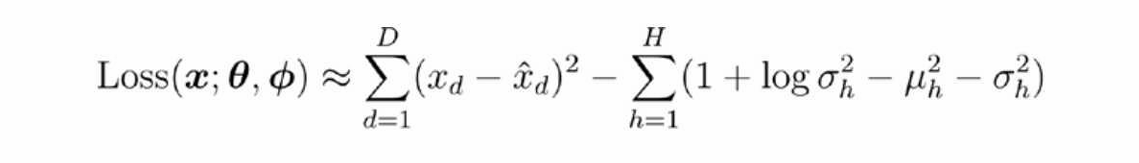 Loss(𝒙; 𝜽, 𝝓) ≈ ∑_{d=1}^{D} (x_d − x̂_d)² − ∑_{h=1}^{H} (1 + log σ_h² − μ_h² − σ_h²)